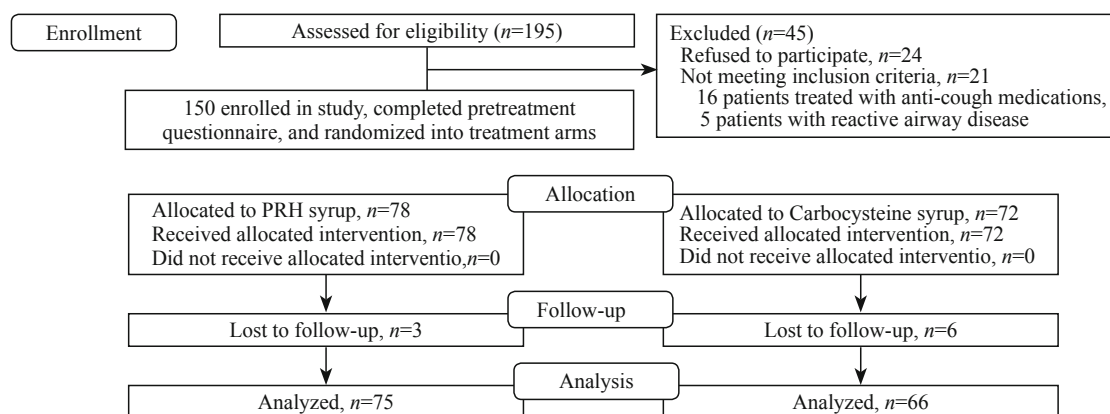 Enrollment
Assessed for eligibility (n=195)
Excluded (n=45)
Refused to participate, n=24
Not meeting inclusion criteria, n=21
16 patients treated with anti-cough medications,
5 patients with reactive airway disease
150 enrolled in study, completed pretreatment
questionnaire, and randomized into treatment arms
Allocation
Allocated to PRH syrup, n=78
Received allocated intervention, n=78
Did not receive allocated interventio,n=0
Allocated to Carbocysteine syrup, n=72
Received allocated intervention, n=72
Did not receive allocated interventio, n=0
Follow-up
Lost to follow-up, n=3
Lost to follow-up, n=6
Analysis
Analyzed, n=75
Analyzed, n=66